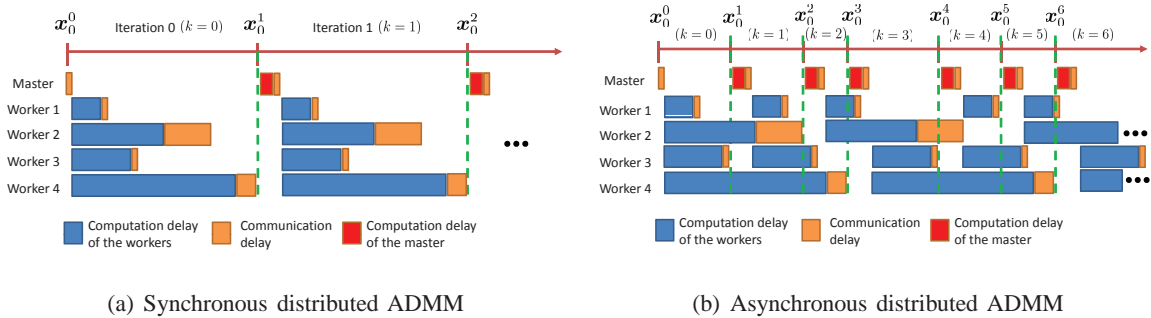 x_0^0 Iteration 0 (k = 0) x_0^1 Iteration 1 (k = 1) x_0^2
Master
Worker 1
Worker 2
Worker 3
Worker 4
•••
Computation delay of the workers
Communication delay
Computation delay of the master
(a) Synchronous distributed ADMM
x_0^0 x_0^1 x_0^2 x_0^3 x_0^4 x_0^5 x_0^6
(k = 0) (k = 1) (k = 2) (k = 3) (k = 4) (k = 5) (k = 6)
Master
Worker 1
Worker 2
•••
Worker 3
Worker 4
•••
Computation delay of the workers
Communication delay
Computation delay of the master
(b) Asynchronous distributed ADMM